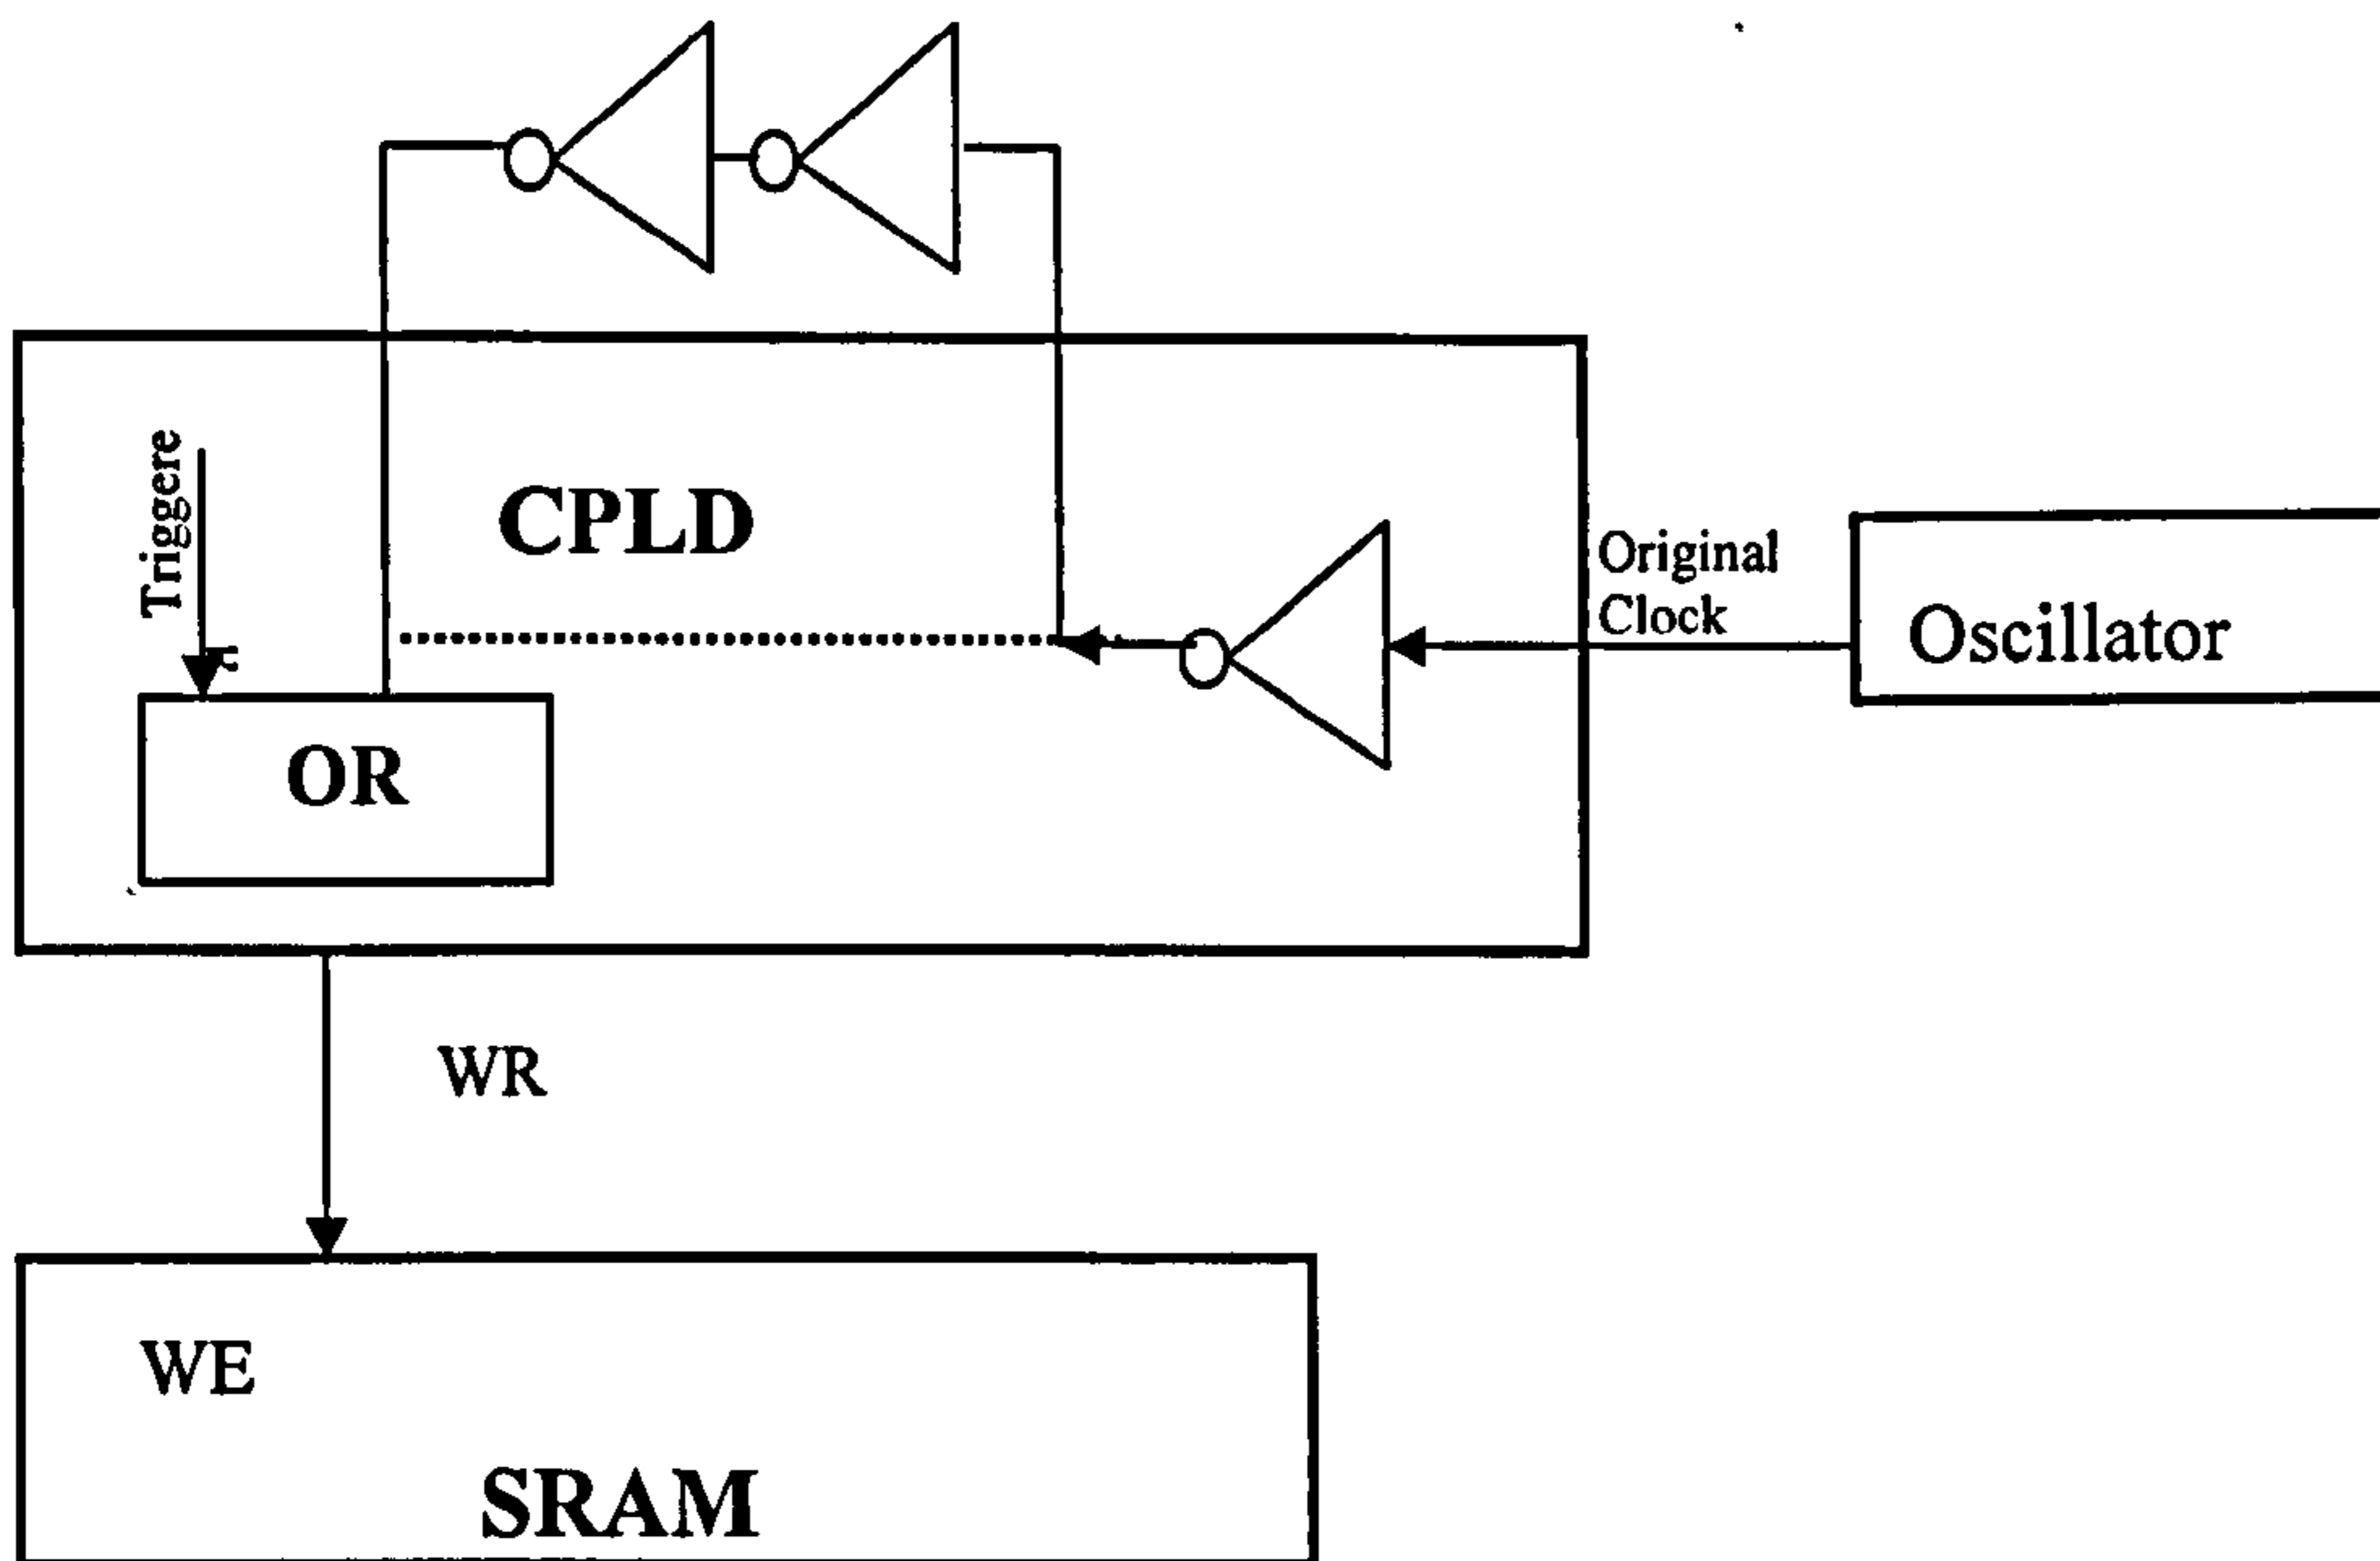 CPLD
Triggere
n
Original
Clock
Oscillator
OR
WR
WE
SRAM